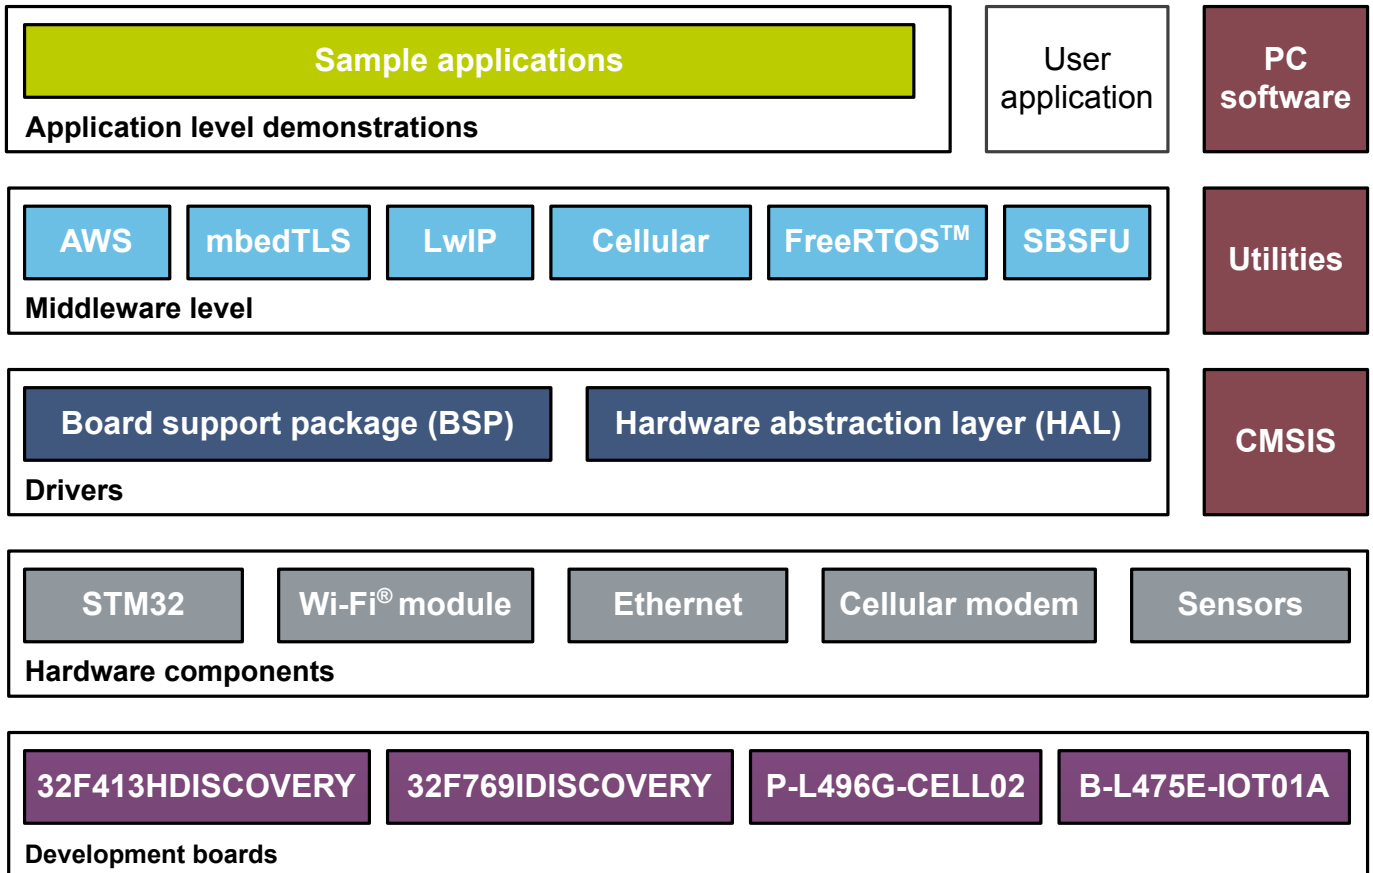 Sample applications
Application level demonstrations
User
application
PC
software
AWS
mbedTLS
LwIP
Cellular
FreeRTOS™
SBSFU
Middleware level
Utilities
Board support package (BSP)
Hardware abstraction layer (HAL)
Drivers
CMSIS
STM32
Wi-Fi® module
Ethernet
Cellular modem
Sensors
Hardware components
32F413HDISCOVERY
32F769IDISCOVERY
P-L496G-CELL02
B-L475E-IOT01A
Development boards